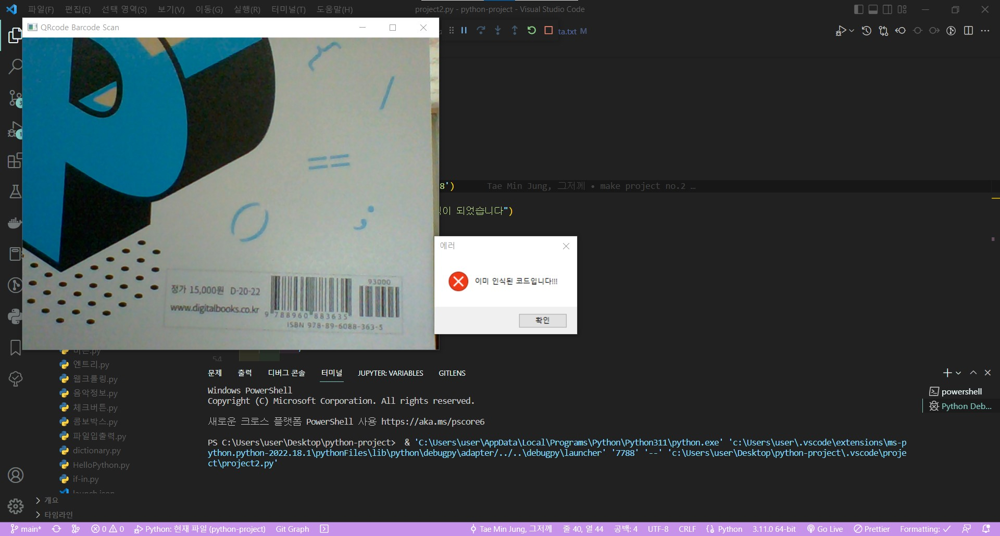 파일(F) 편집(E) 선택 영역(S) 보기(V) 이동(G) 실행(R) 터미널(T) 도움말(H)
project2.py - python-project - Visual Studio Code
QRcode Barcode Scan
ta.txt M
3
1
8') Tae Min Jung, 그저께 • make project no.2 …
이 되었습니다")
==
{
/
()
;
에러
이미 인식된 코드입니다!!!
확인
정가 15,000원 D-20-22
www.digitalbooks.co.kr
93000
9 788960 883635
ISBN 978-89-6088-363-5
54
엔트리.py
웹크롤링.py
음악정보.py
체크버튼.py
콤보박스.py
파일입출력.py
dictionary.py
HelloPython.py
if-in.py
launch.json
개요
타임라인
문제 출력 디버그 콘솔 터미널 JUPYTER: VARIABLES GITLENS
Windows PowerShell
Copyright (C) Microsoft Corporation. All rights reserved.
새로운 크로스 플랫폼 PowerShell 사용 https://aka.ms/pscore6
PS C:\Users\user\Desktop\python-project> & 'C:\Users\user\AppData\Local\Programs\Python\Python311\python.exe' 'c:\Users\user\.vscode\extensions\ms-p
ython.python-2022.18.1\pythonFiles\lib\python\debugpy\adapter/../..\debugpy\launcher' '7788' '--' 'c:\Users\user\Desktop\python-project\.vscode\proje
ct\project2.py'
powershell
Python Deb...
main* 0 0 Python: 현재 파일 (python-project) Git Graph
Tae Min Jung, 그저께 줄 40, 열 44 공백: 4 UTF-8 CRLF Python 3.11.0 64-bit Go Live Prettier Formatting: ✓